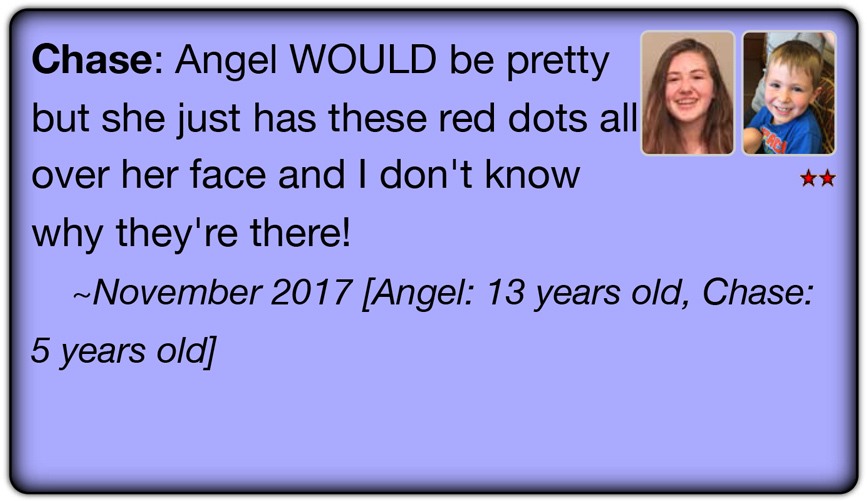 Chase: Angel WOULD be pretty
but she just has these red dots all
over her face and I don't know
why they're there!
~November 2017 [Angel: 13 years old, Chase:
5 years old]